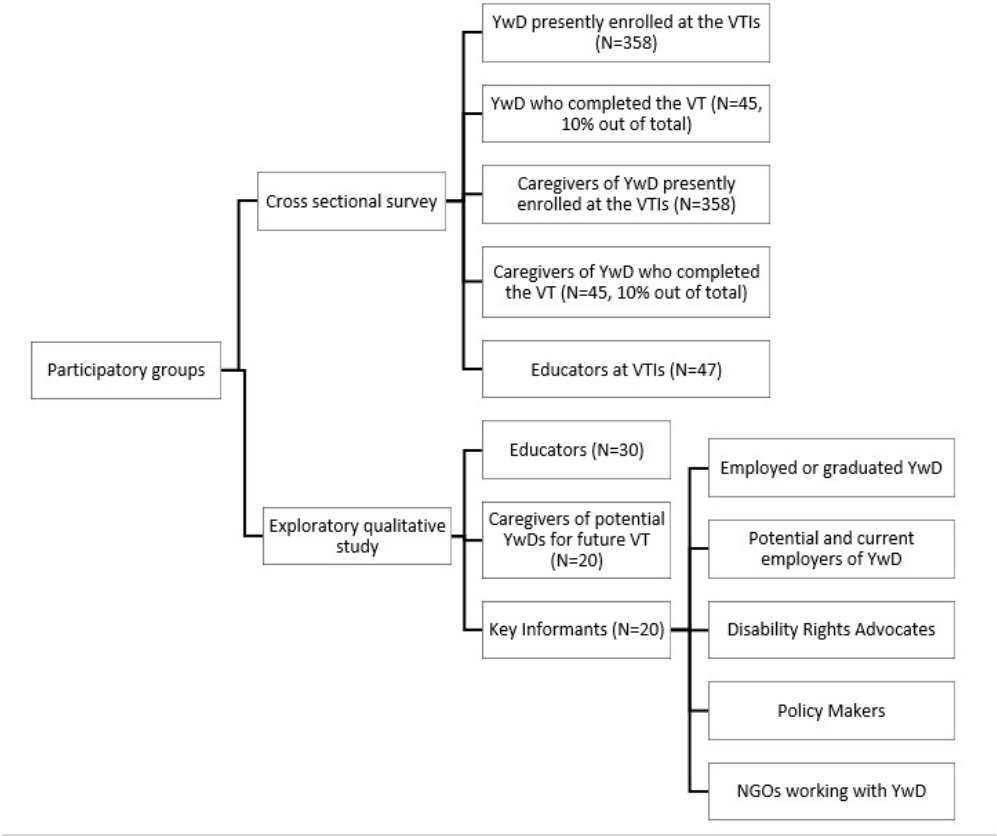 YwD presently enrolled at the VTIs
(N=358)
YwD who completed the VT (N=45,
10% out of total)
Caregivers of YwD presently
enrolled at the VTIs (N=358)
Cross sectional survey
Caregivers of YwD who completed
the VT (N=45, 10% out of total)
Educators at VTIs (N=47)
Participatory groups
Exploratory qualitative
study
Educators (N=30)
Caregivers of potential
YwDs for future VT
(N=20)
Key Informants (N=20)
Employed or graduated YwD
Potential and current
employers of YwD
Disability Rights Advocates
Policy Makers
NGOs working with YwD